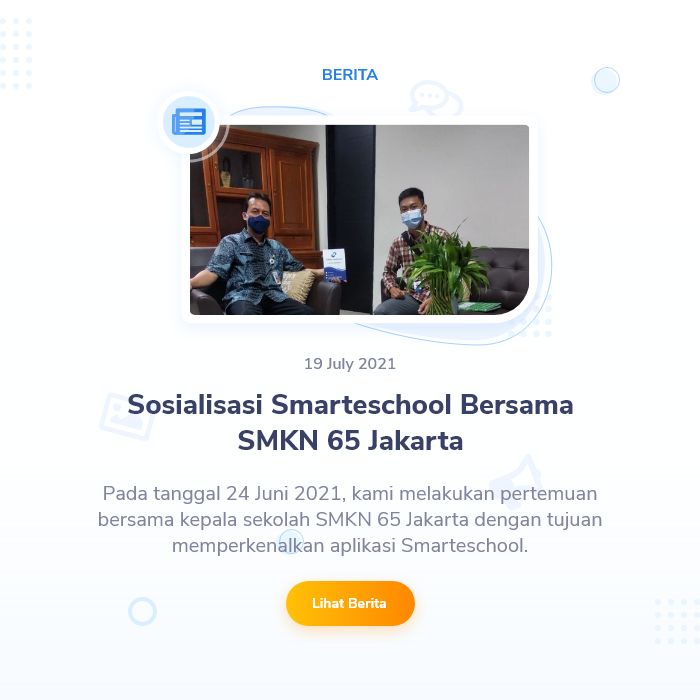 BERITA
19 July 2021
Sosialisasi Smarteschool Bersama
SMKN 65 Jakarta
Pada tanggal 24 Juni 2021, kami melakukan pertemuan
bersama kepala sekolah SMKN 65 Jakarta dengan tujuan
memperkenalkan aplikasi Smarteschool.
Lihat Berita